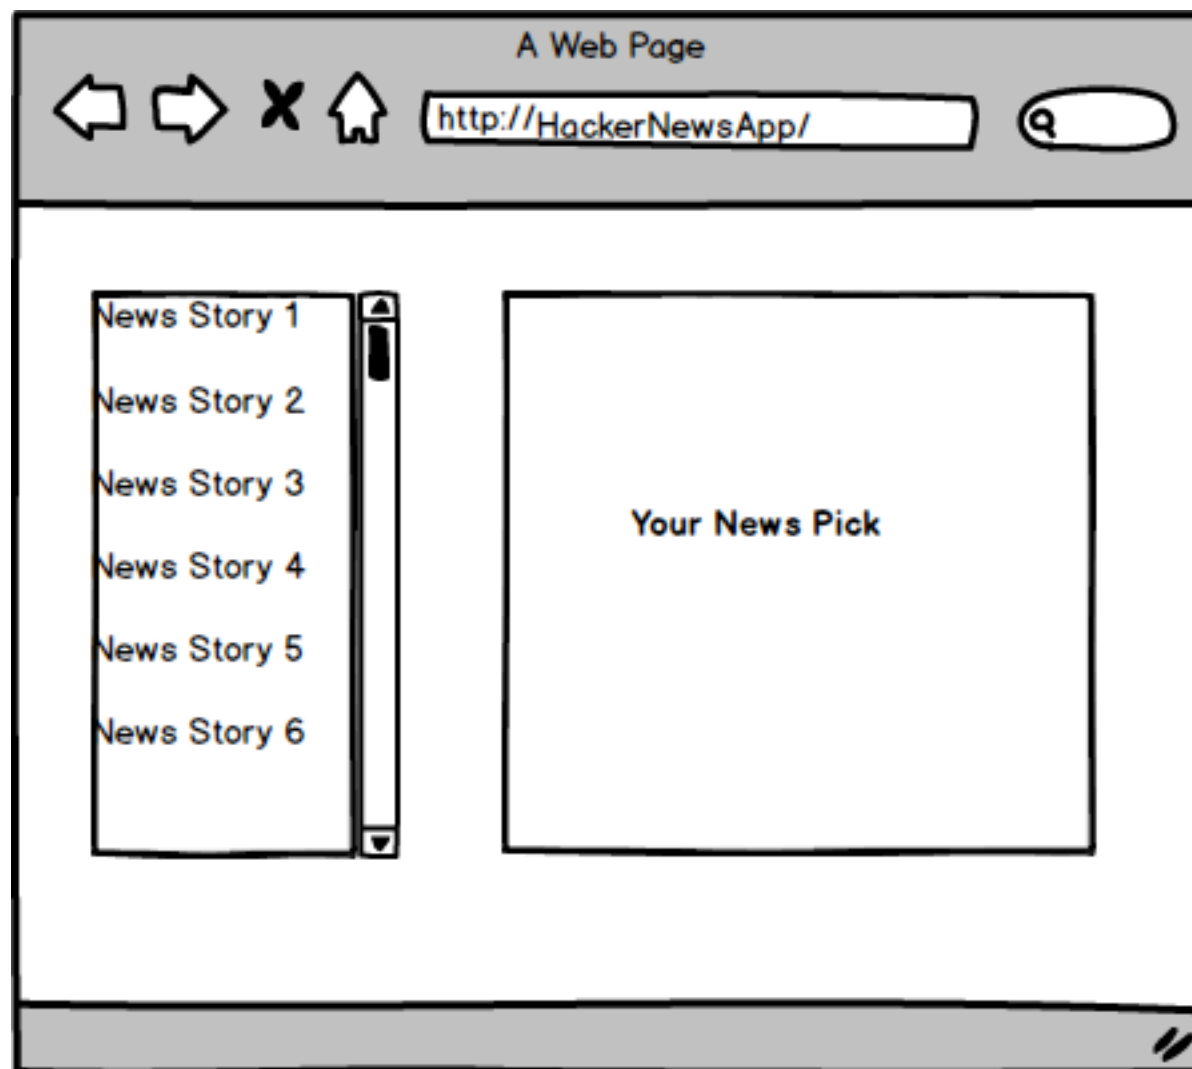 A Web Page
http://HackerNewsApp/
News Story 1
News Story 2
News Story 3
News Story 4
News Story 5
News Story 6
Your News Pick